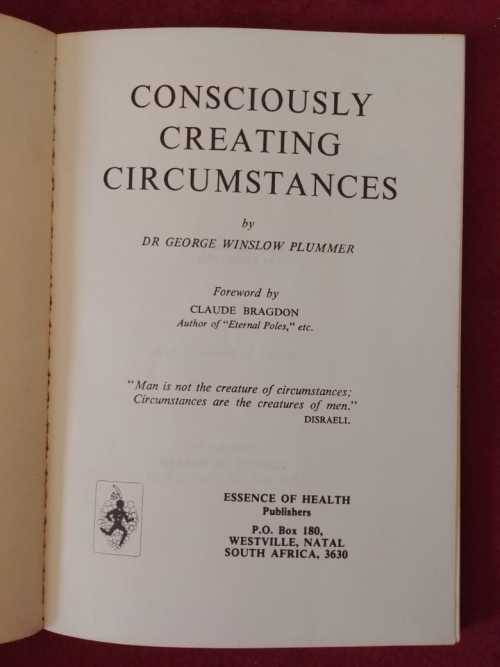 CONSCIOUSLY
CREATING
CIRCUMSTANCES
by
DR GEORGE WINSLOW PLUMMER
Foreword by
CLAUDE BRAGDON
Author of "Eternal Poles," etc.
"Man is not the creature of circumstances;
Circumstances are the creatures of men."
DISRAELI.
ESSENCE OF HEALTH
Publishers
P.O. Box 180,
WESTVILLE, NATAL
SOUTH AFRICA, 3630